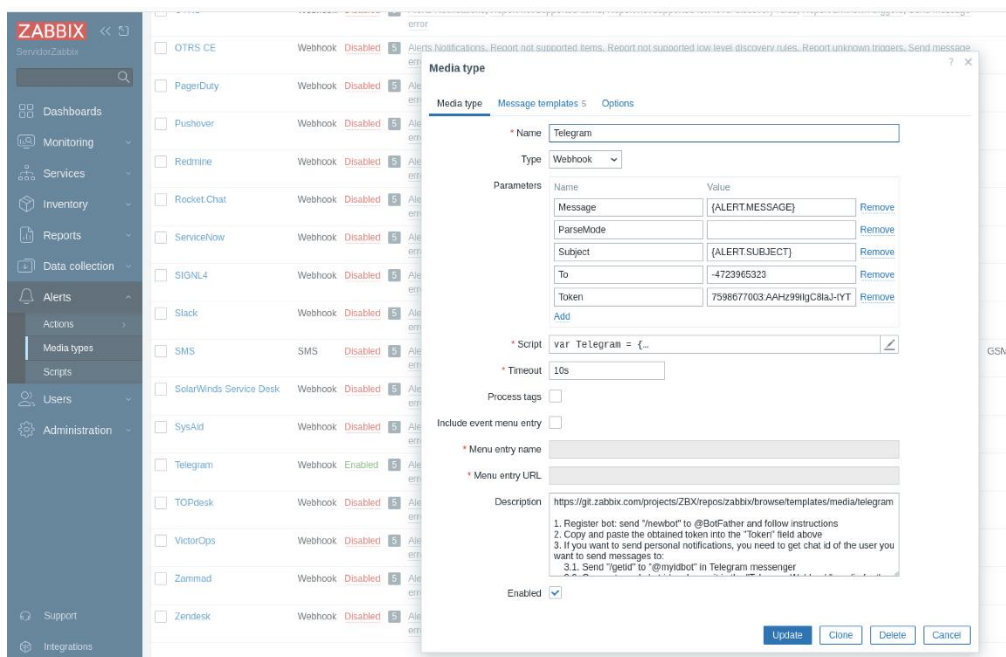 ZABBIX
ServidorZabbix
Dashboards
Monitoring
Services
Inventory
Reports
Data collection
Alerts
Actions
Media types
Scripts
Users
Administration
Support
Integrations
error
OTRS CE Webhook Disabled 5 Alerts Notifications, Report not supported items, Report not supported low level discovery rules, Report unknown triggers, Send message
PagerDuty Webhook Disabled 5
Pushover Webhook Disabled 5
Redmine Webhook Disabled 5
Rocket.Chat Webhook Disabled 5
ServiceNow Webhook Disabled 5
SIGNL4 Webhook Disabled 5
Slack Webhook Disabled 5
SMS SMS Disabled 5 GSM
SolarWinds Service Desk Webhook Disabled 5
SysAid Webhook Disabled 5
Telegram Webhook Enabled 5
TOPdesk Webhook Disabled 5
VictorOps Webhook Disabled 5
Zammad Webhook Disabled 5
Zendesk Webhook Disabled 5
Media type
Media type Message templates 5 Options
* Name Telegram
Type Webhook
Parameters Name Value
Message {ALERT.MESSAGE} Remove
ParseMode Remove
Subject {ALERT.SUBJECT} Remove
To -4723965323 Remove
Token Remove
Add
* Script var Telegram = {…
* Timeout 10s
Process tags
Include event menu entry
* Menu entry name
* Menu entry URL
Description https://git.zabbix.com/projects/ZBX/repos/zabbix/browse/templates/media/telegram
1. Register bot: send "/newbot" to @BotFather and follow instructions
2. Copy and paste the obtained token into the "Token" field above
3. If you want to send personal notifications, you need to get chat id of the user you
want to send messages to:
3.1. Send "/getid" to "@myidbot" in Telegram messenger
Enabled
Update Clone Delete Cancel